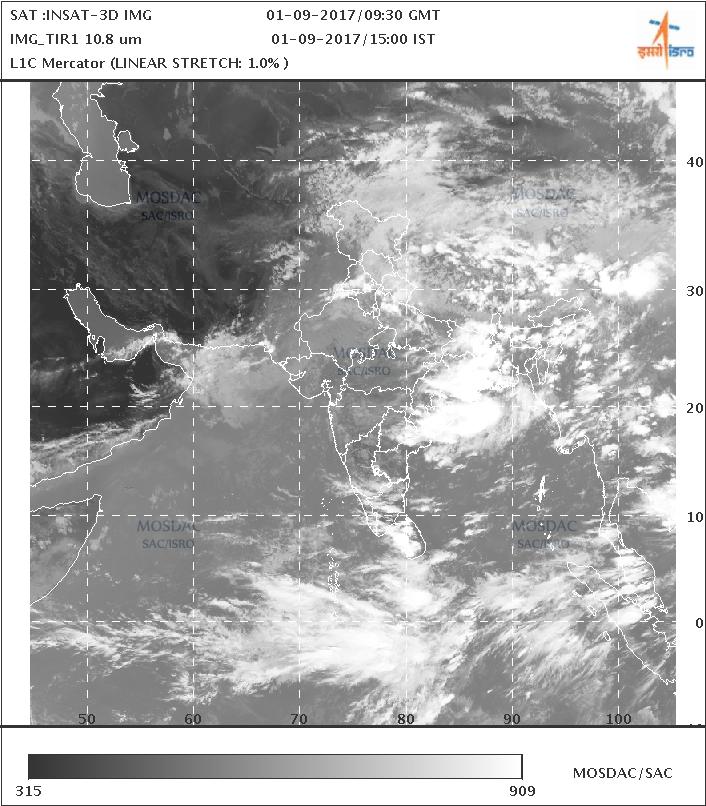 SAT :INSAT-3D IMG 01-09-2017/09:30 GMT
IMG_TIR1 10.8 um 01-09-2017/15:00 IST
L1C Mercator (LINEAR STRETCH: 1.0% )
इसरो isro
40
MOSDAC MOSDAC
SAC/ISRO SAC/ISRO
30
MOSDAC
SAC/ISRO
20
10
MOSDAC MOSDAC
SAC/ISRO SAC/ISRO
0
50 60 70 80 90 100
315 909
MOSDAC/SAC